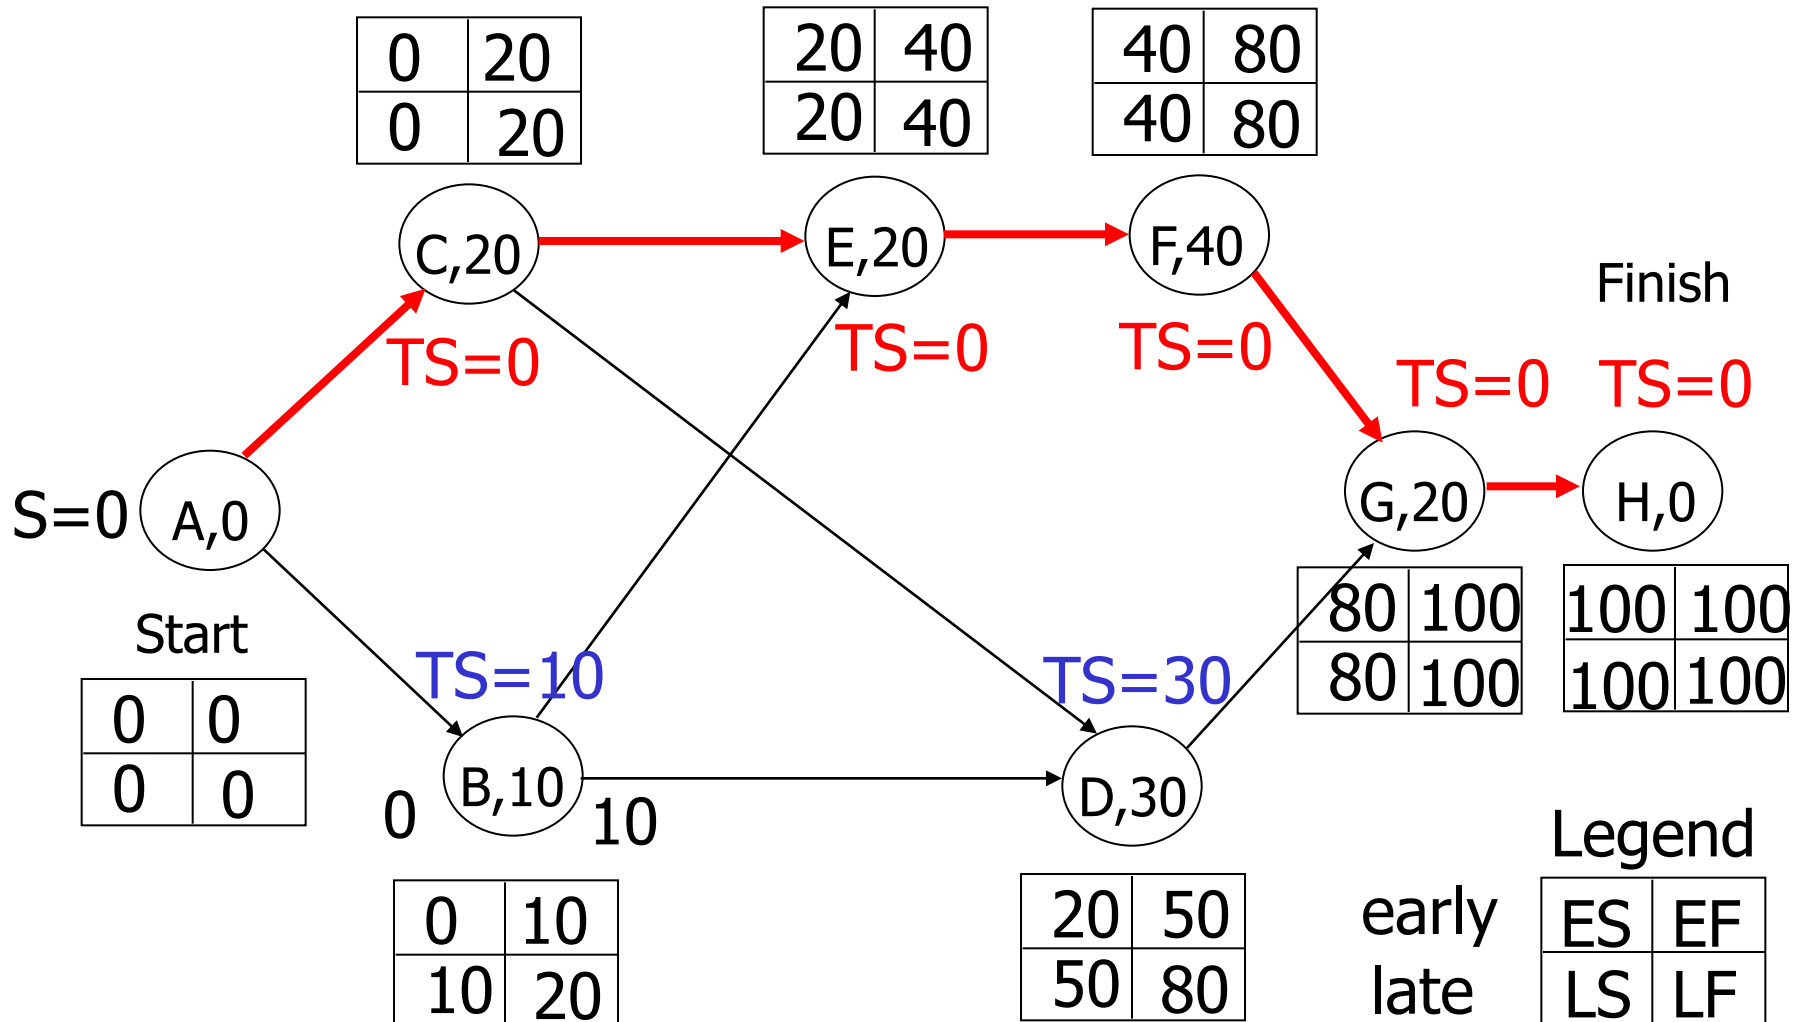 0 20
0 20
20 40
20 40
40 80
40 80
C,20
E,20
F,40
Finish
TS=0
TS=0
TS=0
TS=0
TS=0
S=0
A,0
G,20
H,0
Start
0 0
0 0
TS=10
TS=30
80 100
80 100
100 100
100 100
0
B,10
10
D,30
0 10
10 20
20 50
50 80
Legend
early ES EF
late LS LF